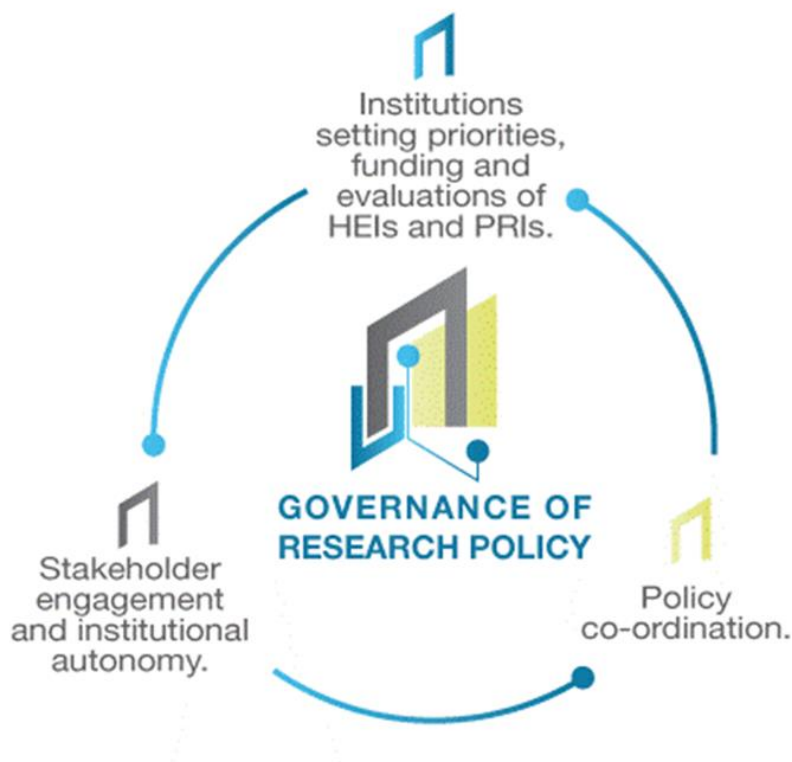 Institutions
setting priorities,
funding and
evaluations of
HEIs and PRIs.
GOVERNANCE OF
RESEARCH POLICY
Stakeholder
engagement
and institutional
autonomy.
Policy
co-ordination.